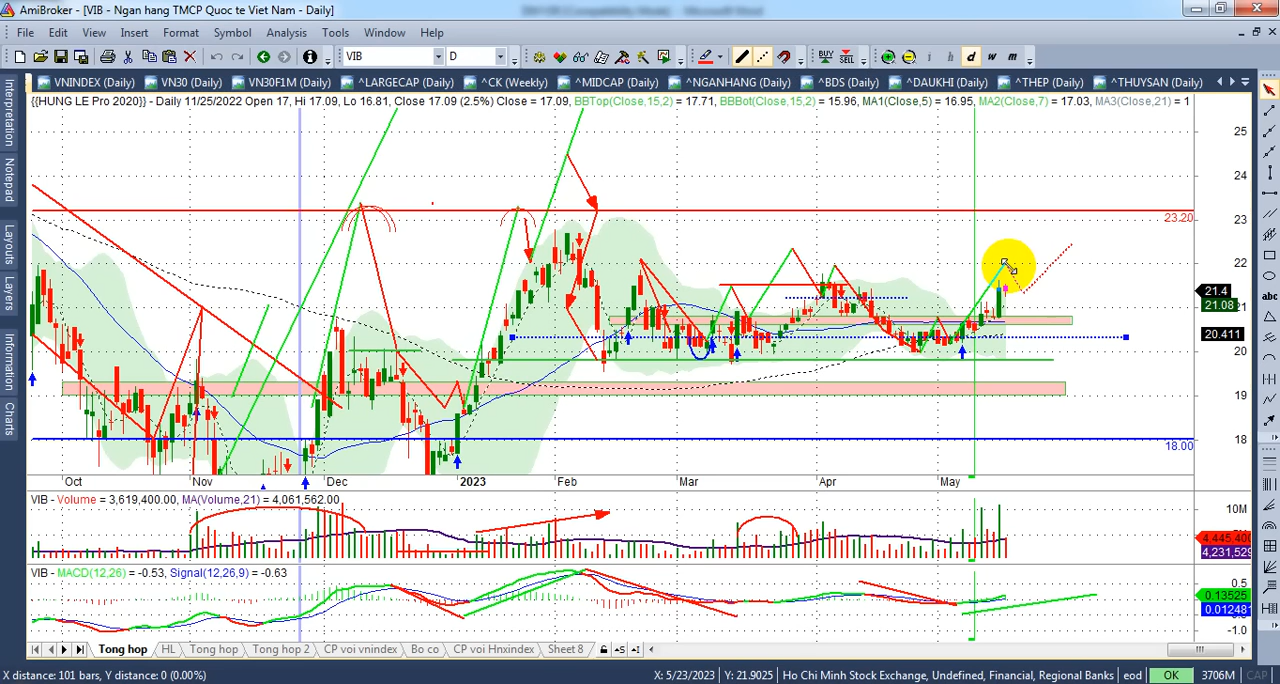 AmiBroker - [VIB - Ngan hang TMCP Quoc te Viet Nam - Daily]
File Edit View Insert Format Symbol Analysis Tools Window Help
VIB D BUY SELL i h d w m
VNINDEX (Daily) VN30 (Daily) VN30F1M (Daily) ^LARGECAP (Daily) ^CK (Weekly) ^MIDCAP (Daily) ^NGANHANG (Daily) ^BDS (Daily) ^DAUKHI (Daily) ^THEP (Daily) ^THUYSAN (Daily)
Interpretation
Notepad
Layouts
Layers
Information
Charts
{{HUNG LE Pro 2020}} - Daily 11/25/2022 Open 17, Hi 17.09, Lo 16.81, Close 17.09 (2.5%) Close = 17.09, BBTop(Close,15,2) = 17.71, BBBot(Close,15,2) = 15.96, MA1(Close,5) = 16.95, MA2(Close,7) = 17.03, MA3(Close,21) = 1
25
24
23
23.20
22
21.4
21.08
21
20.411
20
19
18
18.00
abc
Oct Nov Dec 2023 Feb Mar Apr May
VIB - Volume = 3,619,400.00, MA(Volume,21) = 4,061,562.00
10M
4,445,400
4,231,529
VIB - MACD(12,26) = -0.53, Signal(12,26,9) = -0.63
0.5
0.13525
0.012481
-1.0
Tong hop HL Tong hop Tong hop 2 CP voi vnindex Bo co CP voi Hnxindex Sheet 8
X distance: 101 bars, Y distance: 0 (0.00%) X: 5/23/2023 Y: 21.9025 Ho Chi Minh Stock Exchange, Undefined, Financial, Regional Banks eod OK 3706M CAP